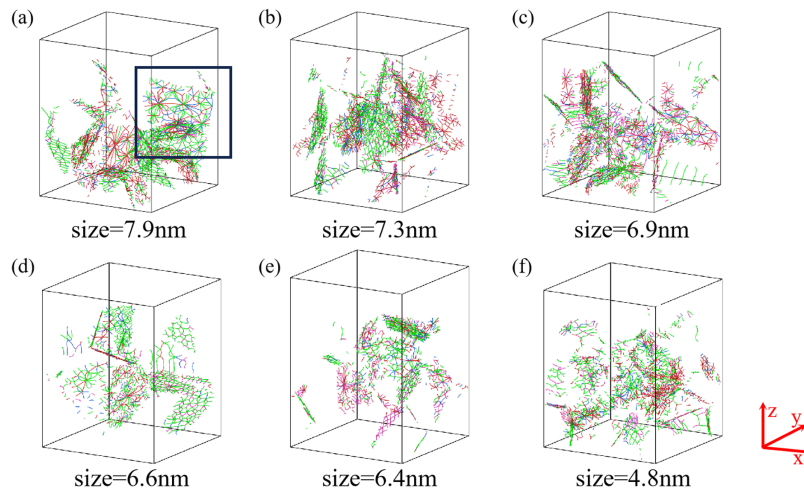 (a)
(b)
(c)
size=7.9nm
size=7.3nm
size=6.9nm
(d)
(e)
(f)
size=6.6nm
size=6.4nm
size=4.8nm
z
y
x